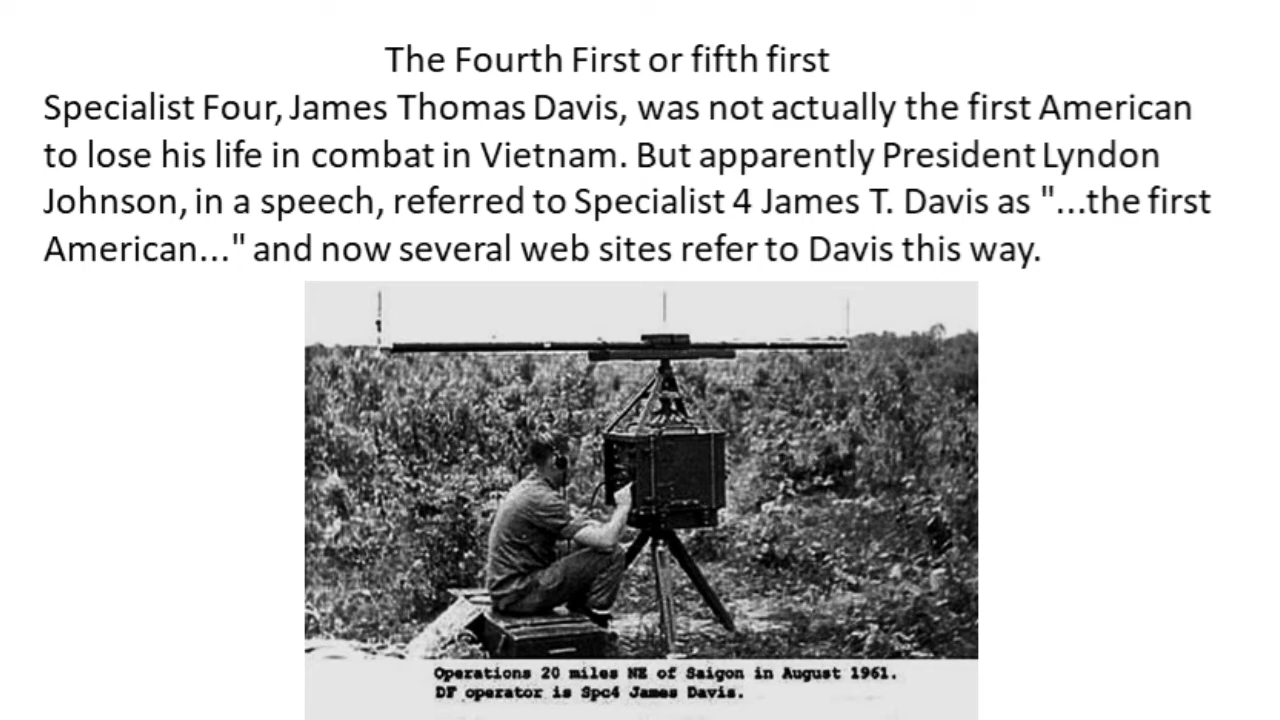 The Fourth First or fifth first
Specialist Four, James Thomas Davis, was not actually the first American
to lose his life in combat in Vietnam. But apparently President Lyndon
Johnson, in a speech, referred to Specialist 4 James T. Davis as "...the first
American..." and now several web sites refer to Davis this way.
Operations 20 miles NE of Saigon in August 1961.
DF operator is Spc4 James Davis.